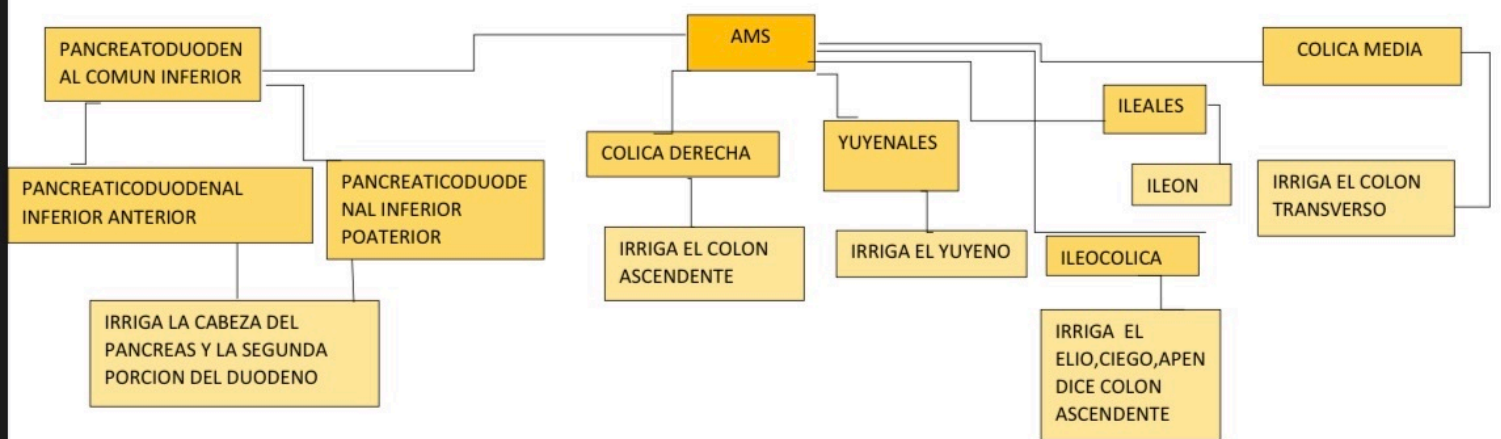 AMS
PANCREATODUODEN
AL COMUN INFERIOR
COLICA MEDIA
ILEALES
COLICA DERECHA
YUYENALES
PANCREATICODUODENAL
INFERIOR ANTERIOR
PANCREATICODUODE
NAL INFERIOR
POATERIOR
ILEON
IRRIGA EL COLON
TRANSVERSO
IRRIGA EL COLON
ASCENDENTE
IRRIGA EL YUYENO
ILEOCOLICA
IRRIGA LA CABEZA DEL
PANCREAS Y LA SEGUNDA
PORCION DEL DUODENO
IRRIGA EL
ELIO,CIEGO,APEN
DICE COLON
ASCENDENTE